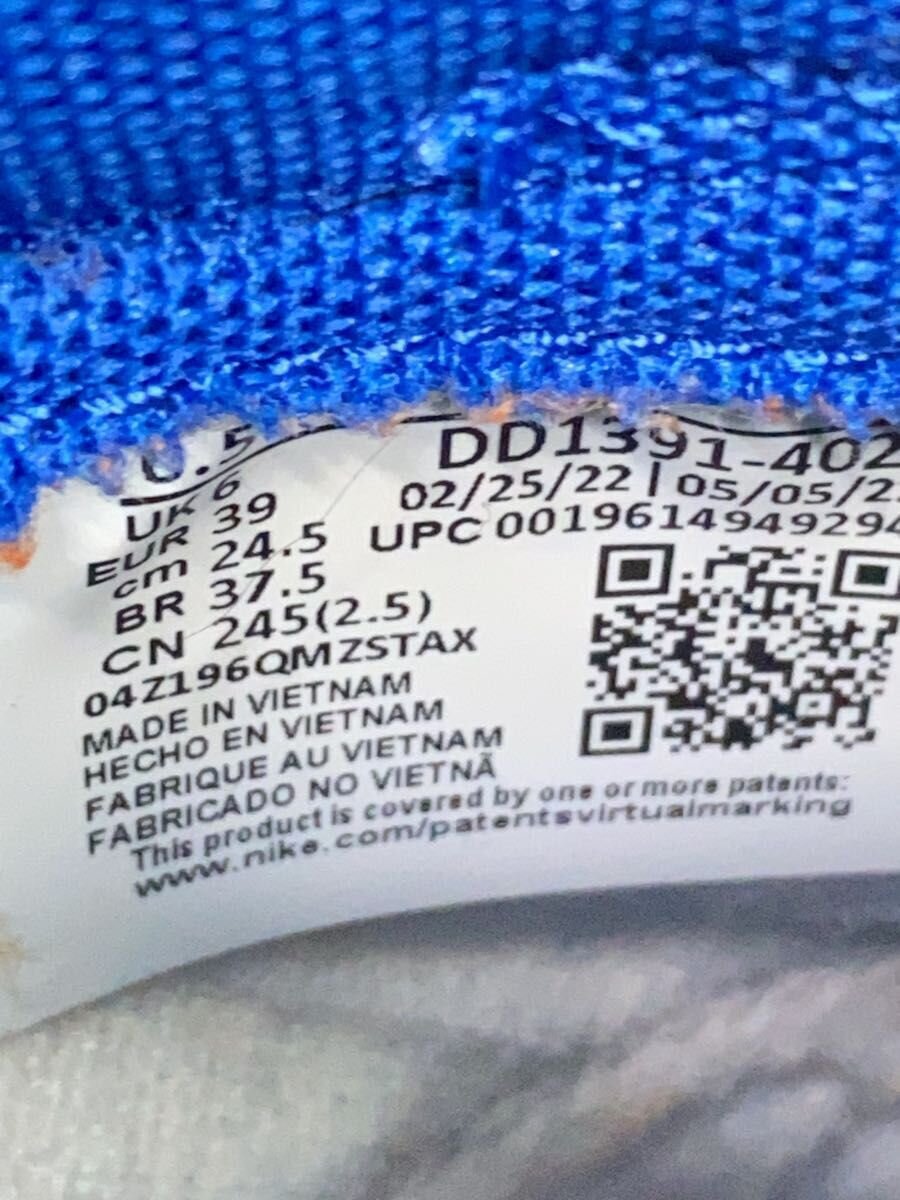 UK 6
EUR 39
cm 24.5
BR 37.5
CN 245(2.5)
04Z196QMZSTAX
MADE IN VIETNAM
HECHO EN VIETNAM
FABRIQUE AU VIETNAM
FABRICADO NO VIETNÃ
This product is covered by one or more patents:
www.nike.com/patentsvirtualmarking
DD1391-402
02/25/22 | 05/05/2
UPC 0019614949294